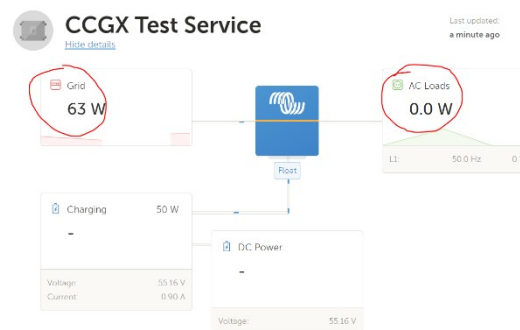 CCGX Test Service
Hide details
Last updated:
a minute ago
Grid
63 W
AC Loads
0.0 W
L1: 50.0 Hz
Float
Charging 50 W
-
Voltage: 55.16 V
Current: 0.90 A
DC Power
-
Voltage: 55.16 V